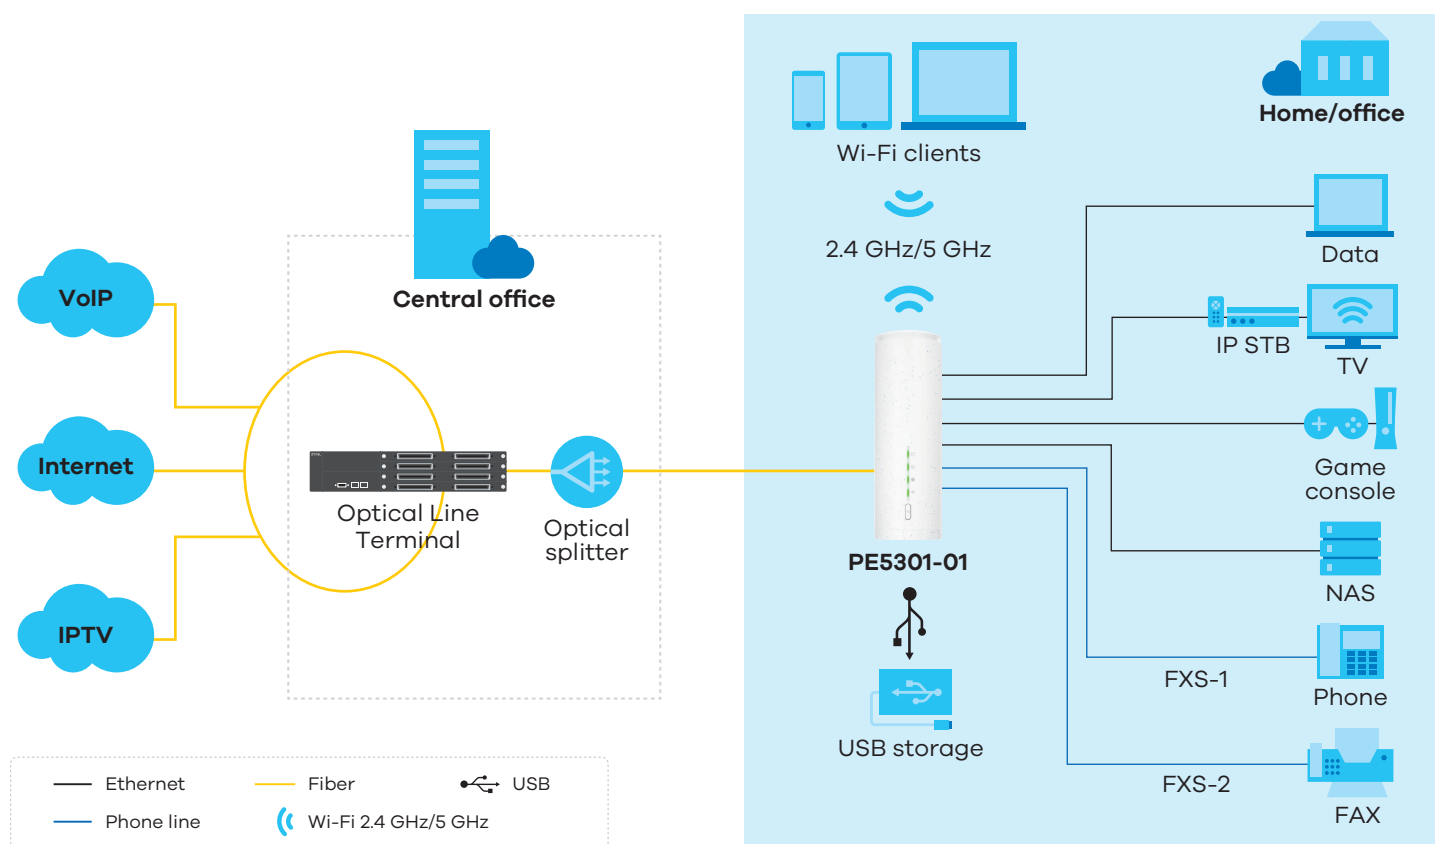 VoIP
Internet
IPTV
Central office
Optical Line
Terminal
Optical
splitter
Wi-Fi clients
2.4 GHz/5 GHz
PE5301-01
USB storage
Home/office
Data
IP STB
TV
Game
console
NAS
FXS-1
Phone
FXS-2
FAX
Ethernet
Fiber
USB
Phone line
Wi-Fi 2.4 GHz/5 GHz